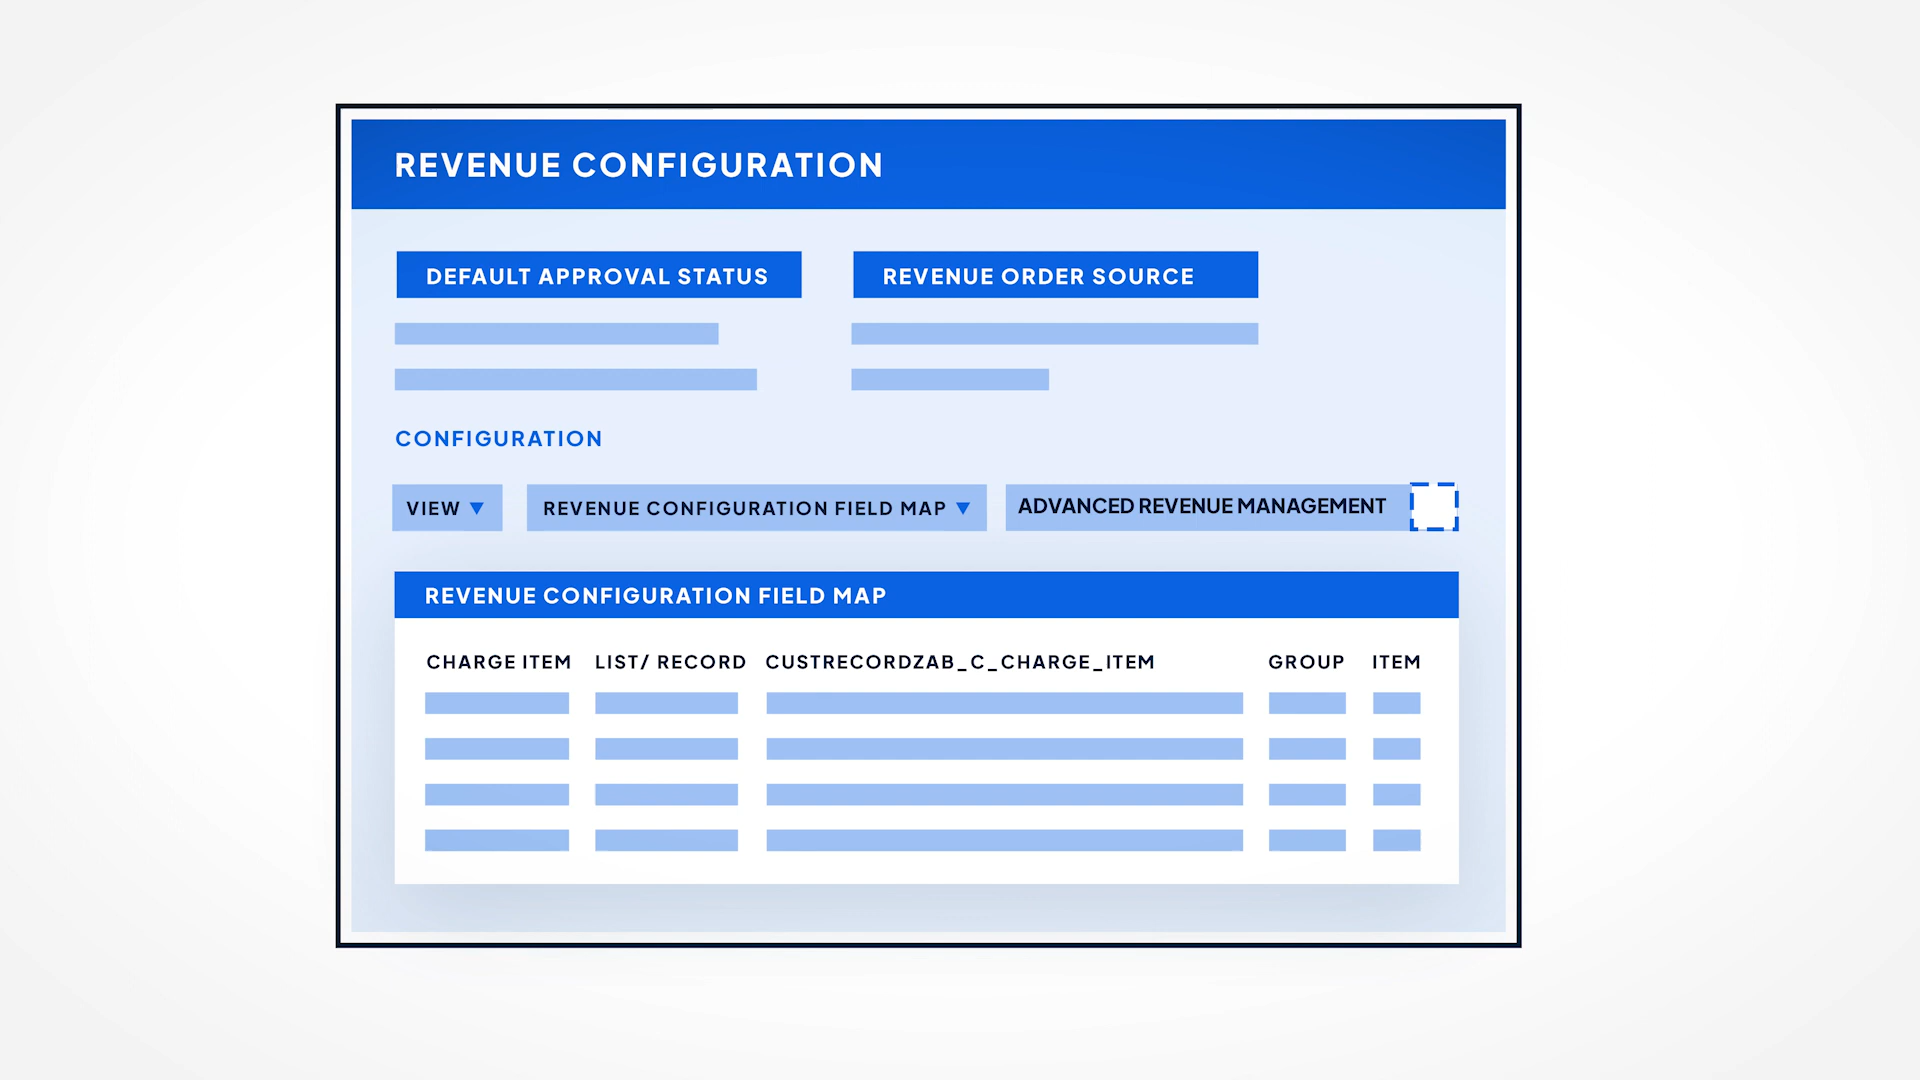 REVENUE CONFIGURATION
DEFAULT APPROVAL STATUS
REVENUE ORDER SOURCE
CONFIGURATION
VIEW ▼
REVENUE CONFIGURATION FIELD MAP ▼
ADVANCED REVENUE MANAGEMENT
REVENUE CONFIGURATION FIELD MAP
CHARGE ITEM LIST/ RECORD CUSTRECORDZAB_C_CHARGE_ITEM GROUP ITEM